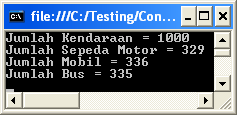 file:///C:/Testing/Con...
Jumlah Kendaraan = 1000
Jumlah Sepeda Motor = 329
Jumlah Mobil = 336
Jumlah Bus = 335